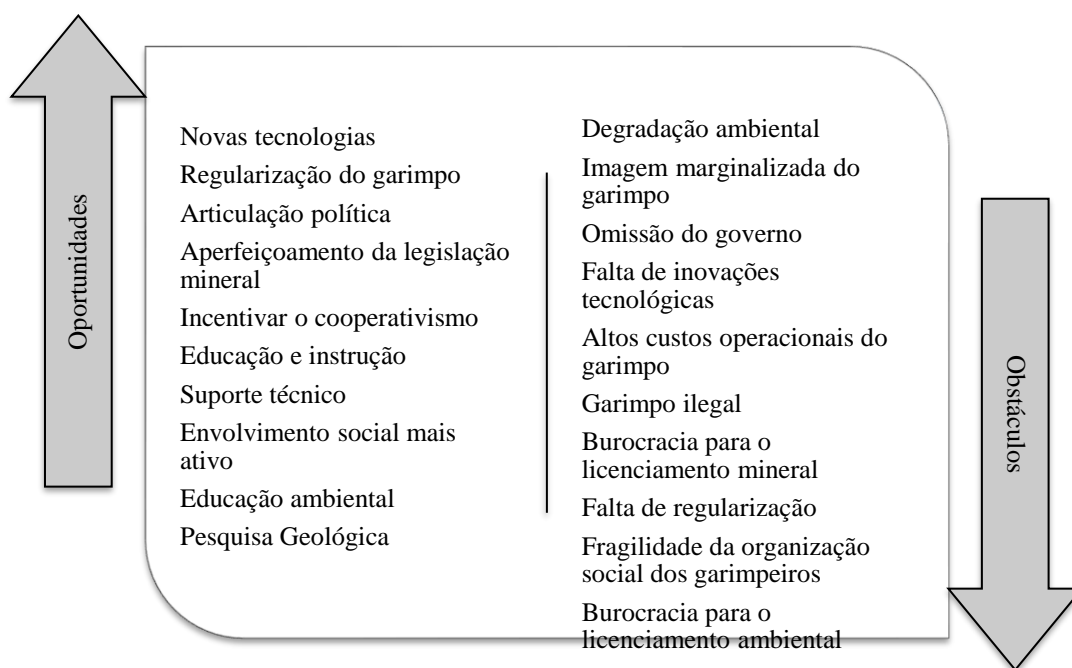 Oportunidades
Novas tecnologias
Regularização do garimpo
Articulação política
Aperfeiçoamento da legislação
mineral
Incentivar o cooperativismo
Educação e instrução
Suporte técnico
Envolvimento social mais
ativo
Educação ambiental
Pesquisa Geológica
Degradação ambiental
Imagem marginalizada do
garimpo
Omissão do governo
Falta de inovações
tecnológicas
Altos custos operacionais do
garimpo
Garimpo ilegal
Burocracia para o
licenciamento mineral
Falta de regularização
Fragilidade da organização
social dos garimpeiros
Burocracia para o
licenciamento ambiental
Obstáculos